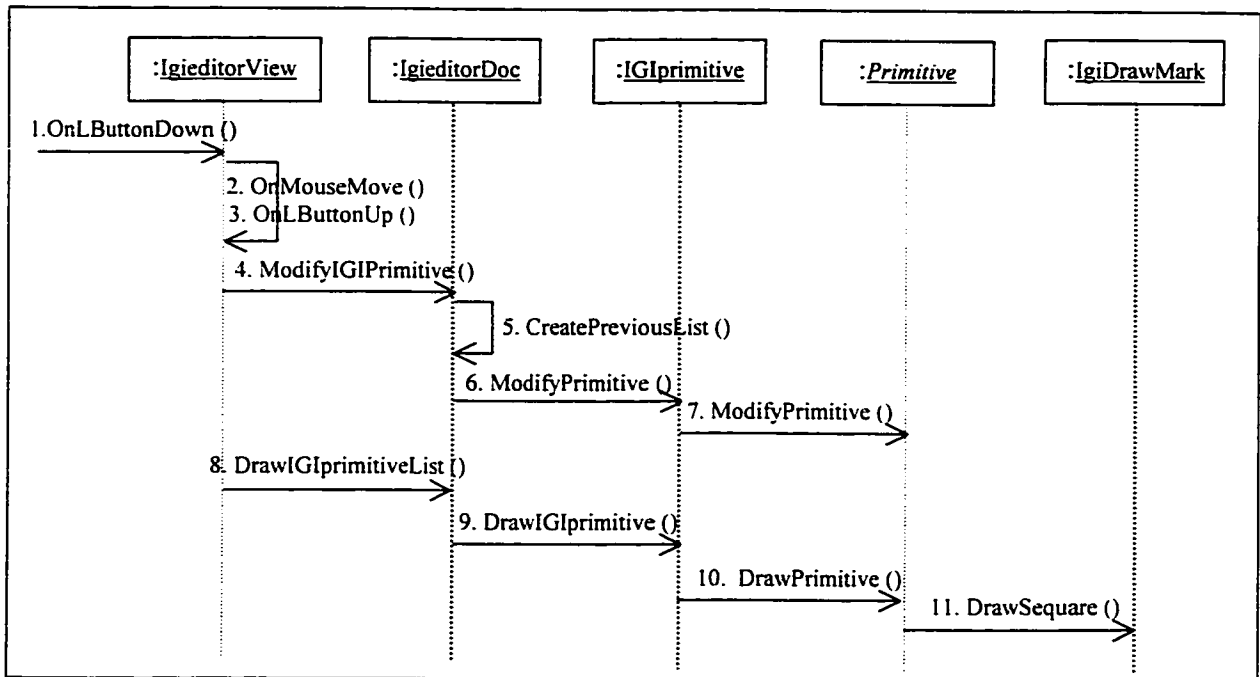 :IgieditorView :IgieditorDoc :IGIprimitive :Primitive :IgiDrawMark
1.OnLButtonDown ()
2. OnMouseMove ()
3. OnLButtonUp ()
4. ModifyIGIPrimitive ()
5. CreatePreviousList ()
6. ModifyPrimitive ()
7. ModifyPrimitive ()
8. DrawIGIprimitiveList ()
9. DrawIGIprimitive ()
10. DrawPrimitive ()
11. DrawSequare ()